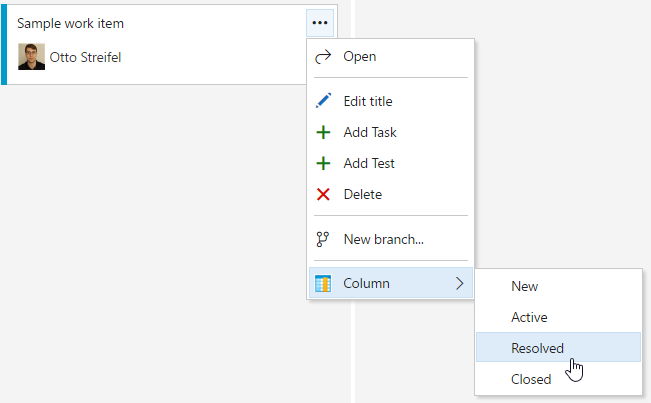 Sample work item
Otto Streifel
Open
Edit title
Add Task
Add Test
Delete
New branch...
Column
New
Active
Resolved
Closed